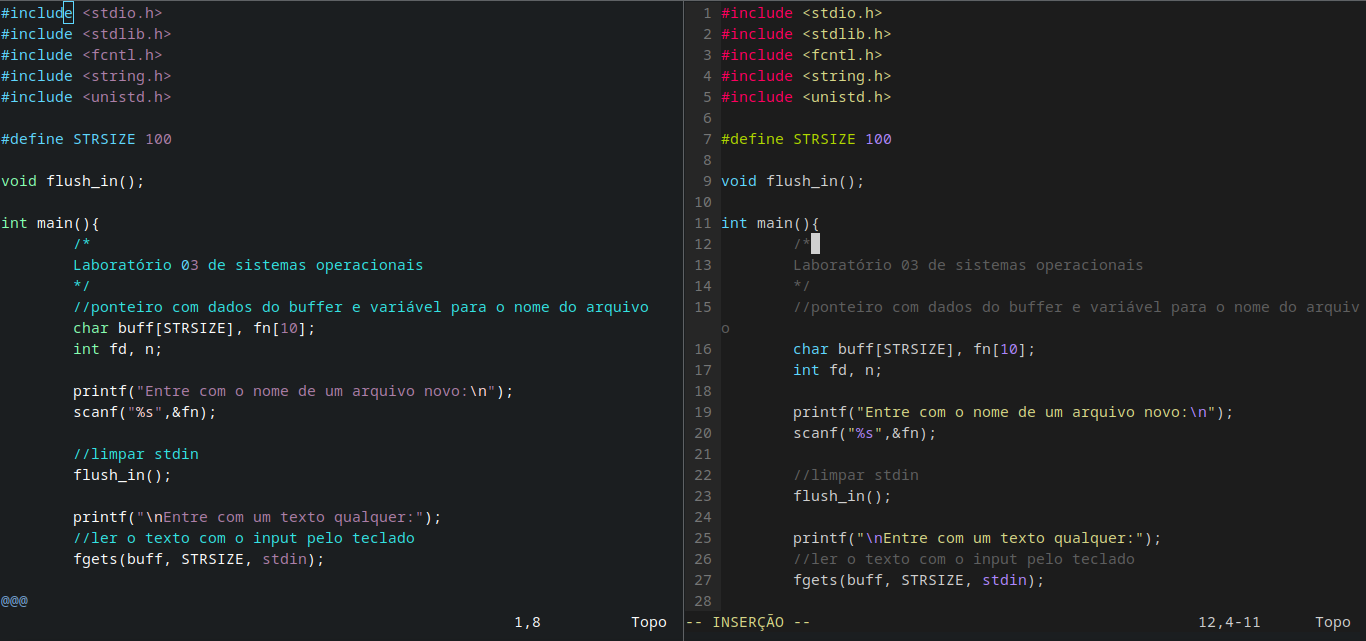 #include <stdio.h>
#include <stdlib.h>
#include <fcntl.h>
#include <string.h>
#include <unistd.h>
#define STRSIZE 100
void flush_in();
int main(){
/*
Laboratório 03 de sistemas operacionais
*/
//ponteiro com dados do buffer e variável para o nome do arquivo
char buff[STRSIZE], fn[10];
int fd, n;
printf("Entre com o nome de um arquivo novo:\n");
scanf("%s",&fn);
//limpar stdin
flush_in();
printf("\nEntre com um texto qualquer:");
//ler o texto com o input pelo teclado
fgets(buff, STRSIZE, stdin);
@@@
1,8 Topo
1 #include <stdio.h>
2 #include <stdlib.h>
3 #include <fcntl.h>
4 #include <string.h>
5 #include <unistd.h>
6
7 #define STRSIZE 100
8
9 void flush_in();
10
11 int main(){
12 /*
13 Laboratório 03 de sistemas operacionais
14 */
15 //ponteiro com dados do buffer e variável para o nome do arquiv
o
16 char buff[STRSIZE], fn[10];
17 int fd, n;
18
19 printf("Entre com o nome de um arquivo novo:\n");
20 scanf("%s",&fn);
21
22 //limpar stdin
23 flush_in();
24
25 printf("\nEntre com um texto qualquer:");
26 //ler o texto com o input pelo teclado
27 fgets(buff, STRSIZE, stdin);
28
-- INSERÇÃO -- 12,4-11 Topo